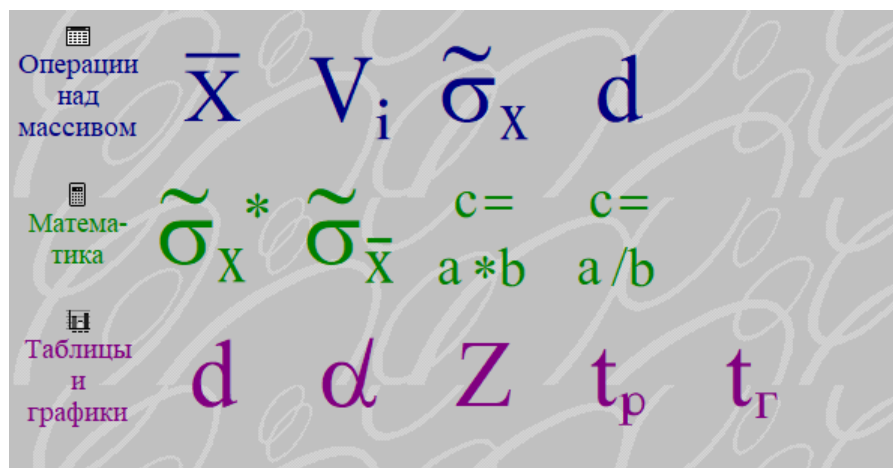 Операции
над
массивом
X̅ Vᵢ σ̃ₓ d
Матема-
тика
σ̃ₓ* σ̃x̅ c= a*b c= a/b
Таблицы
и
графики
d ɑ̸ Z tₚ tг